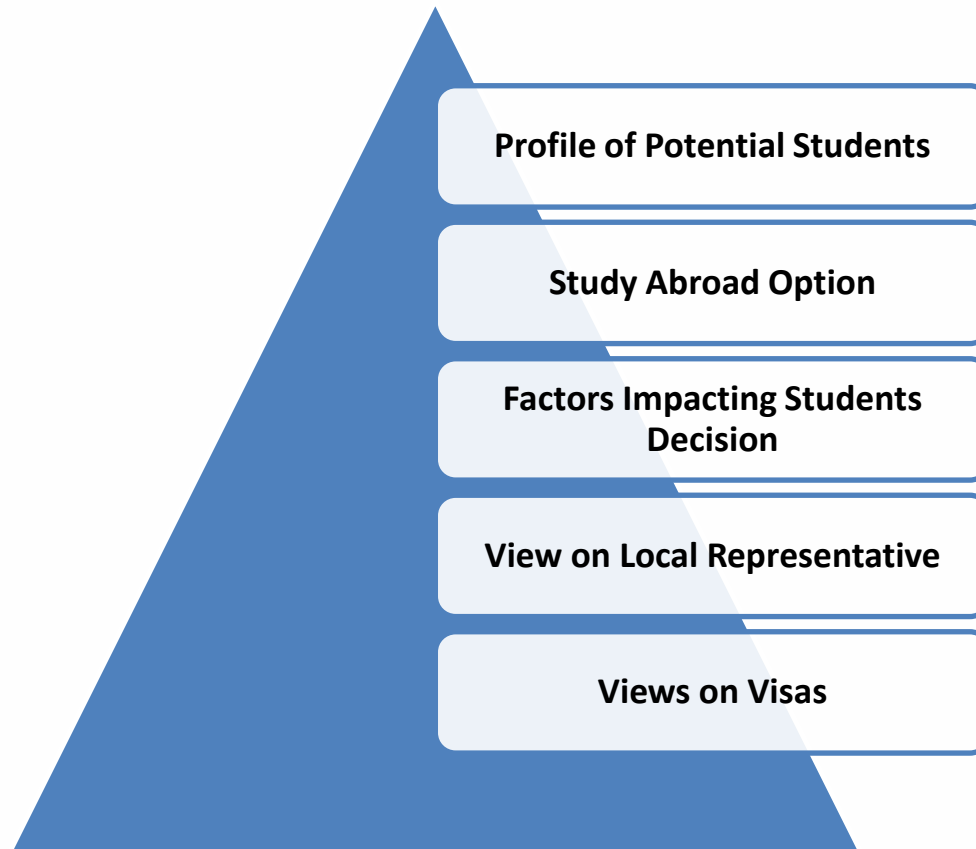 Profile of Potential Students
Study Abroad Option
Factors Impacting Students
Decision
View on Local Representative
Views on Visas